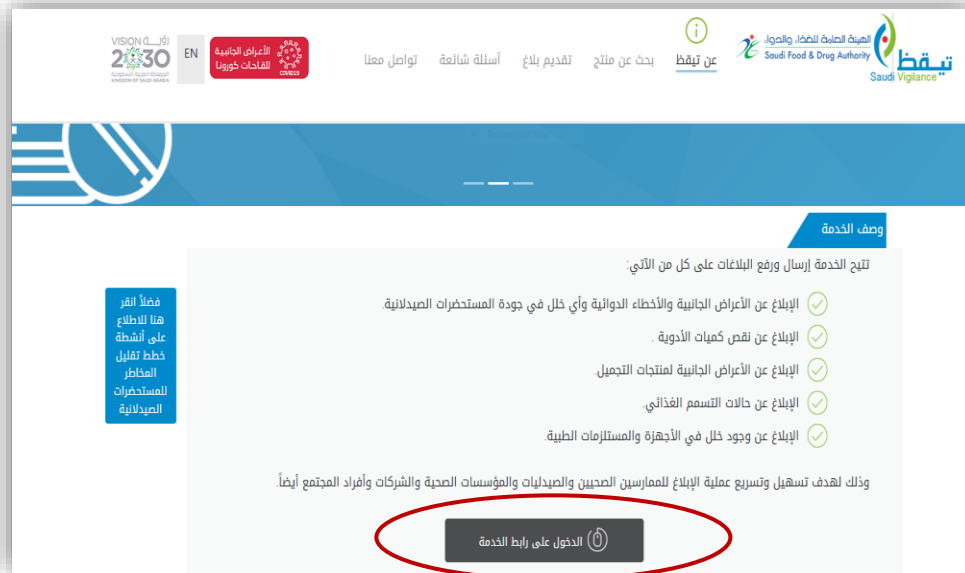 تيقظ
Saudi Vigilance
الهيئة العامة للغذاء والدواء
Saudi Food & Drug Authority
عن تيقظ
بحث عن منتج
تقديم بلاغ
أسئلة شائعة
تواصل معنا
الأعراض الجانبية
للقاحات كورونا
COVID19
EN
VISION رؤيــــة
2030
المملكة العربية السعودية
KINGDOM OF SAUDI ARABIA
وصف الخدمة
تتيح الخدمة إرسال ورفع البلاغات على كل من الآتي:
الإبلاغ عن الأعراض الجانبية والأخطاء الدوائية وأي خلل في جودة المستحضرات الصيدلانية.
الإبلاغ عن نقص كميات الأدوية .
الإبلاغ عن الأعراض الجانبية لمنتجات التجميل.
الإبلاغ عن حالات التسمم الغذائي.
الإبلاغ عن وجود خلل في الأجهزة والمستلزمات الطبية.
وذلك لهدف تسهيل وتسريع عملية الإبلاغ للممارسين الصحيين والصيدليات والمؤسسات الصحية والشركات وأفراد المجتمع أيضاً.
الدخول على رابط الخدمة
فضلاً انقر
هنا للاطلاع
على أنشطة
خطط تقليل
المخاطر
للمستحضرات
الصيدلانية